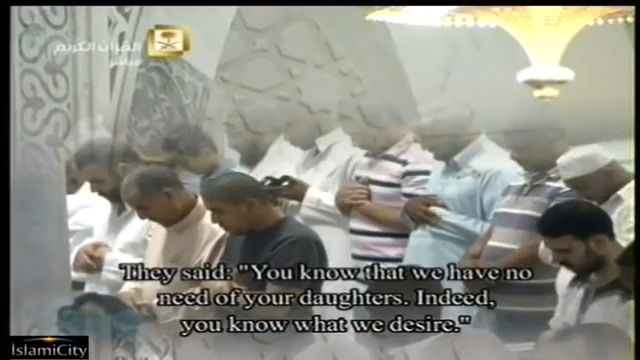 القرآن الكريم
مباشر
They said: "You know that we have no
need of your daughters. Indeed,
you know what we desire."
IslamiCity